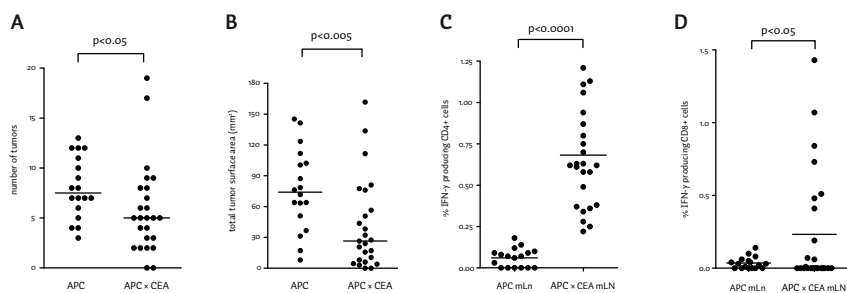 A
p<0.05
number of tumors
20
15
10
5
0
APC
APC × CEA
B
p<0.005
total tumor surface area (mm²)
180
150
120
90
60
30
0
APC
APC × CEA
C
p<0.0001
% IFN-γ producing CD4+ cells
1.25
1.00
0.75
0.50
0.25
0.00
APC mLn
APC × CEA mLN
D
p<0.05
% IFN-γ producing CD8+ cells
1.5
1.0
0.5
0.0
APC mLn
APC × CEA mLN